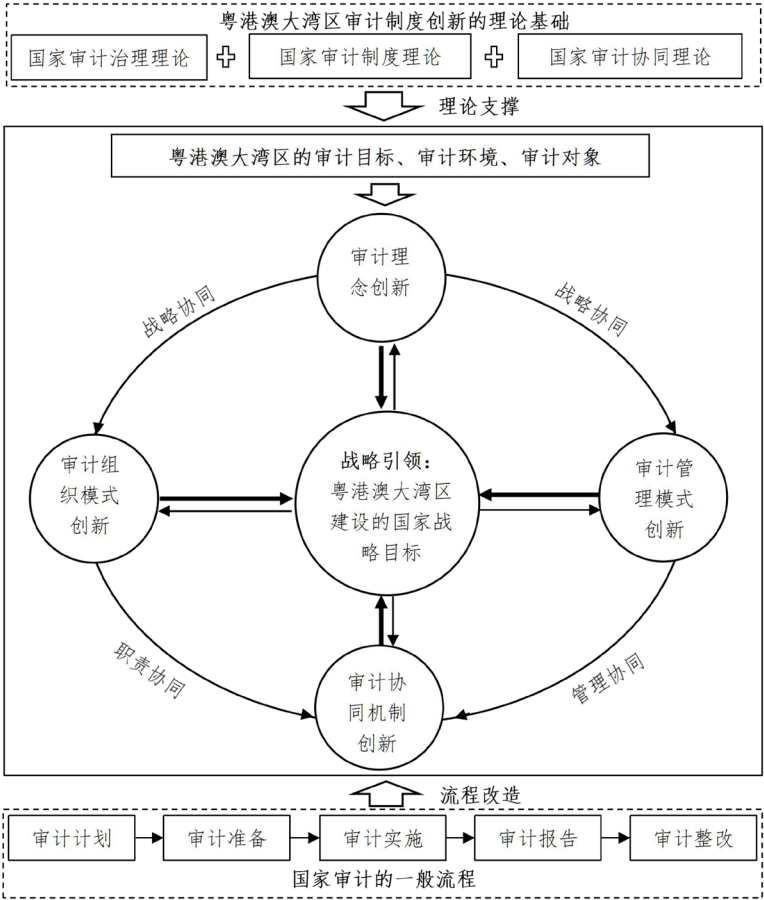 粤港澳大湾区审计制度创新的理论基础
国家审计治理理论
国家审计制度理论
国家审计协同理论
理论支撑
粤港澳大湾区的审计目标、审计环境、审计对象
审计理
念创新
战略协同
战略协同
审计组
织模式
创新
战略引领：
粤港澳大湾区
建设的国家战
略目标
审计管
理模式
创新
职责协同
管理协同
审计协
同机制
创新
流程改造
审计计划
审计准备
审计实施
审计报告
审计整改
国家审计的一般流程